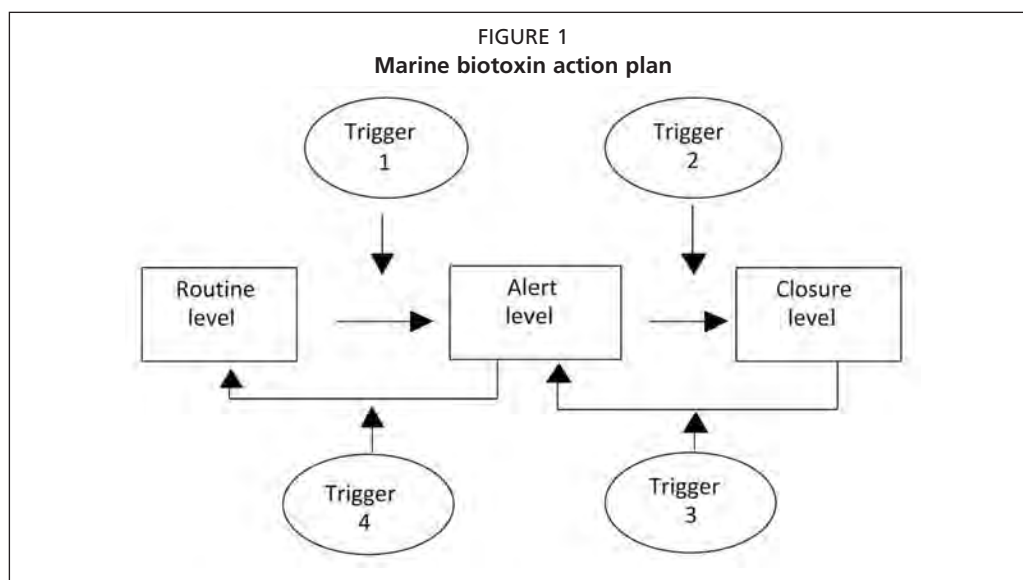 FIGURE 1
Marine biotoxin action plan
Trigger
1
Trigger
2
Routine
level
Alert
level
Closure
level
Trigger
4
Trigger
3